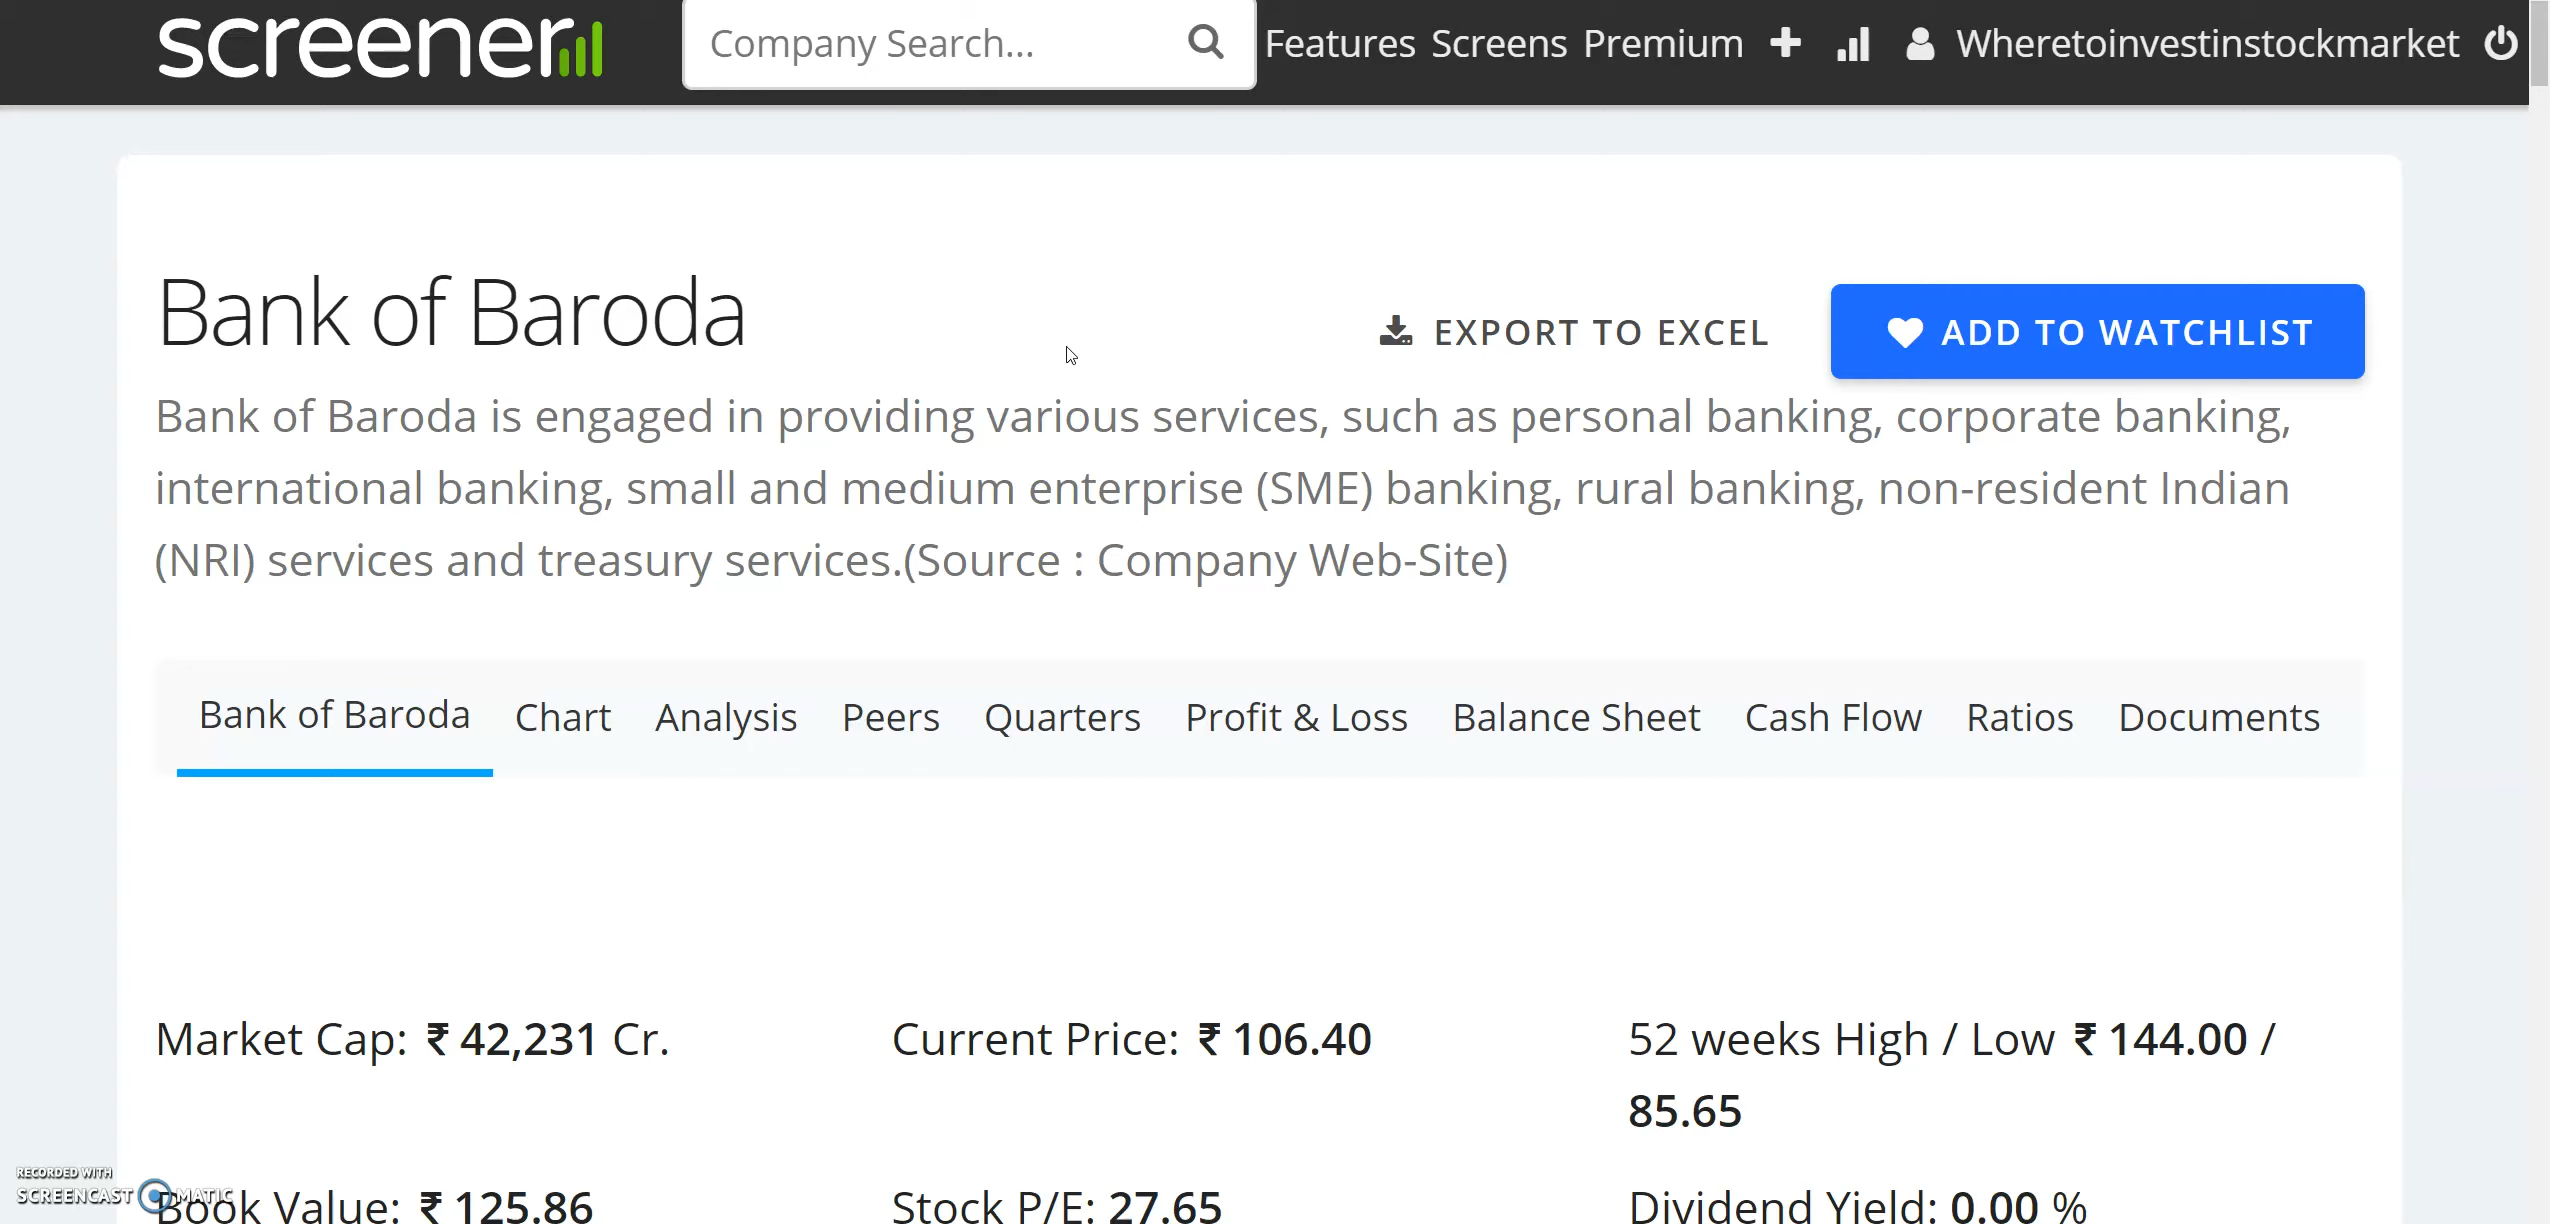 screener
Company Search...
Features Screens Premium Wheretoinvestinstockmarket
Bank of Baroda
EXPORT TO EXCEL
ADD TO WATCHLIST
Bank of Baroda is engaged in providing various services, such as personal banking, corporate banking,
international banking, small and medium enterprise (SME) banking, rural banking, non-resident Indian
(NRI) services and treasury services.(Source : Company Web-Site)
Bank of Baroda Chart Analysis Peers Quarters Profit & Loss Balance Sheet Cash Flow Ratios Documents
Market Cap: ₹ 42,231 Cr.
Current Price: ₹ 106.40
52 weeks High / Low ₹ 144.00 /
85.65
Book Value: ₹ 125.86
Stock P/E: 27.65
Dividend Yield: 0.00 %
RECORDED WITH
SCREENCAST MATIC